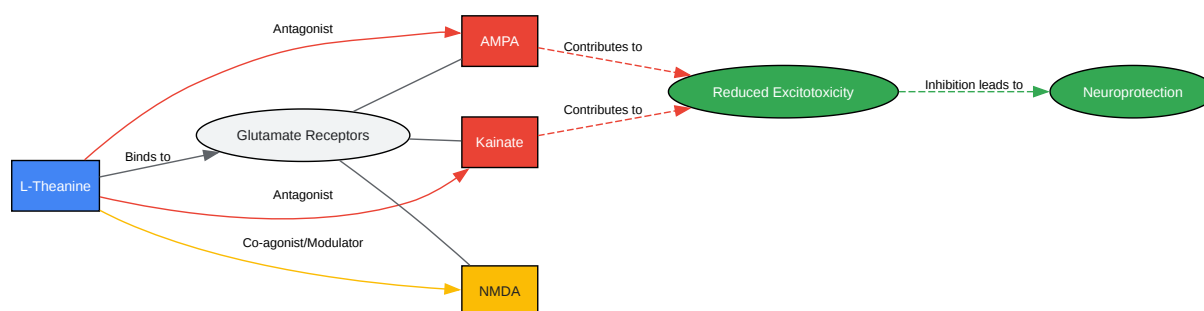 Antagonist
AMPA
Contributes to
Reduced Excitotoxicity
Inhibition leads to
Neuroprotection
Contributes to
Glutamate Receptors
Kainate
Binds to
L-Theanine
Antagonist
Co-agonist/Modulator
NMDA